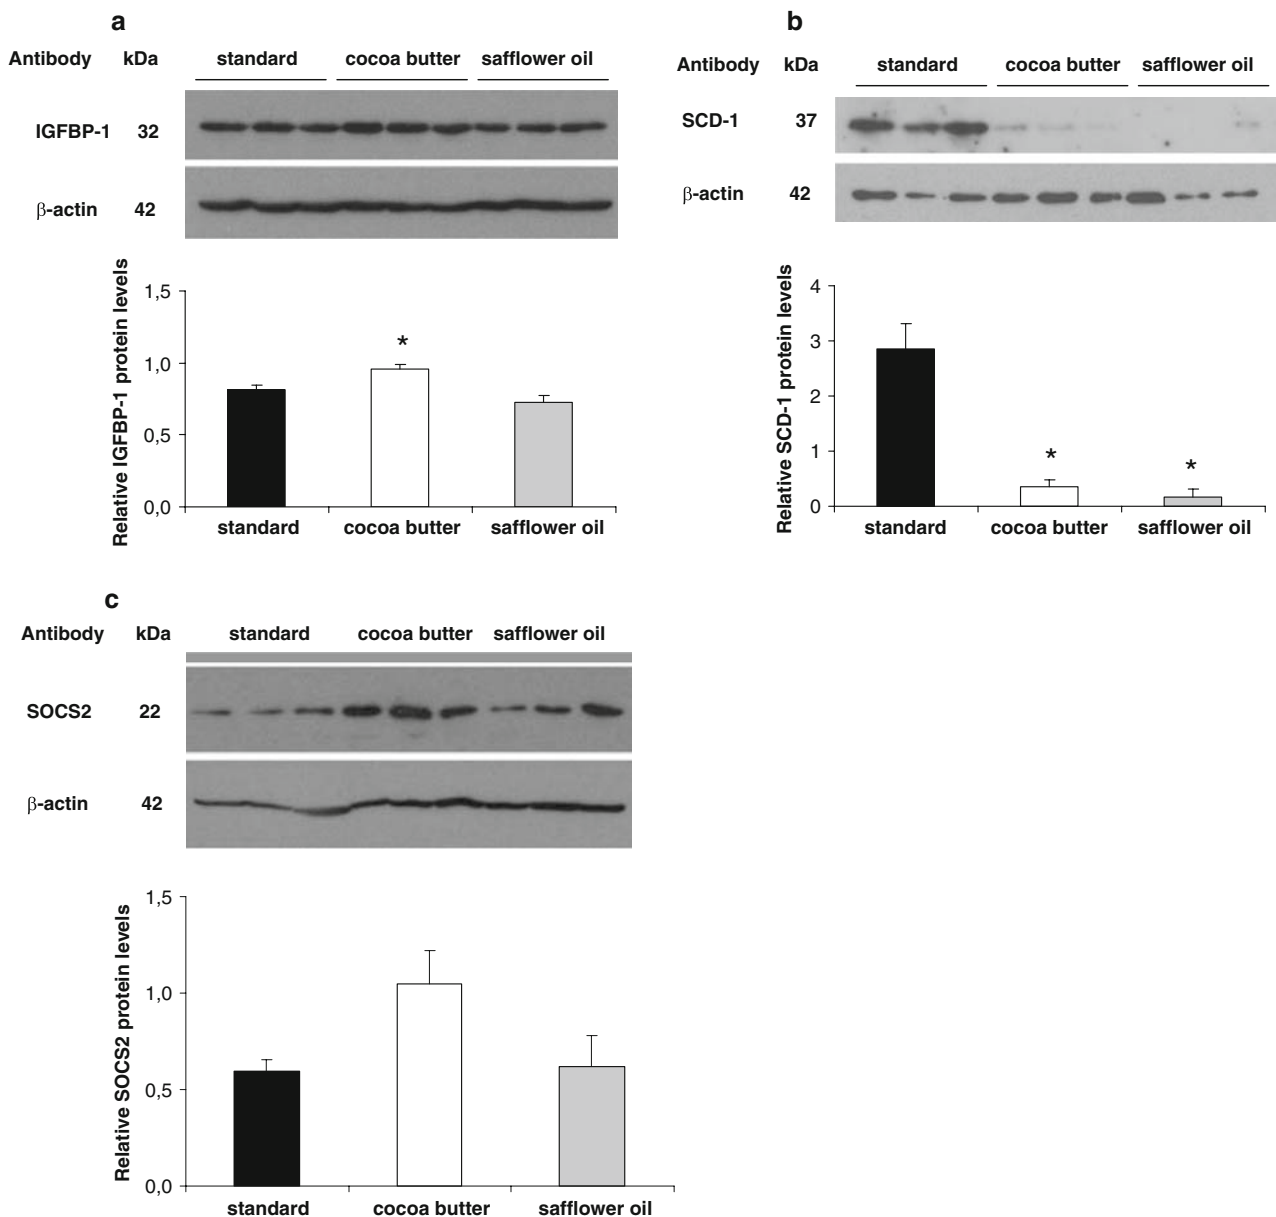 a
Antibody kDa standard cocoa butter safflower oil
IGFBP-1 32
β-actin 42
Relative IGFBP-1 protein levels
1,5
1,0
0,5
0,0
*
standard cocoa butter safflower oil
b
Antibody kDa standard cocoa butter safflower oil
SCD-1 37
β-actin 42
Relative SCD-1 protein levels
4
3
2
1
0
* *
standard cocoa butter safflower oil
c
Antibody kDa standard cocoa butter safflower oil
SOCS2 22
β-actin 42
Relative SOCS2 protein levels
1,5
1,0
0,5
0,0
standard cocoa butter safflower oil